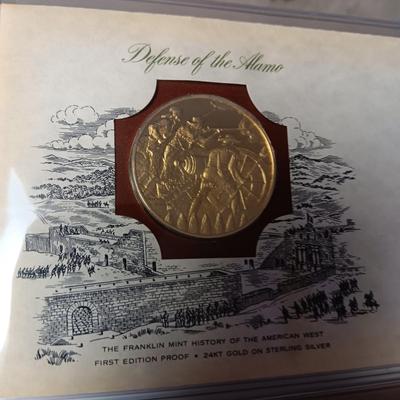 Defense of the Alamo
THE FRANKLIN MINT HISTORY OF THE AMERICAN WEST
FIRST EDITION PROOF • 24KT GOLD ON STERLING SILVER